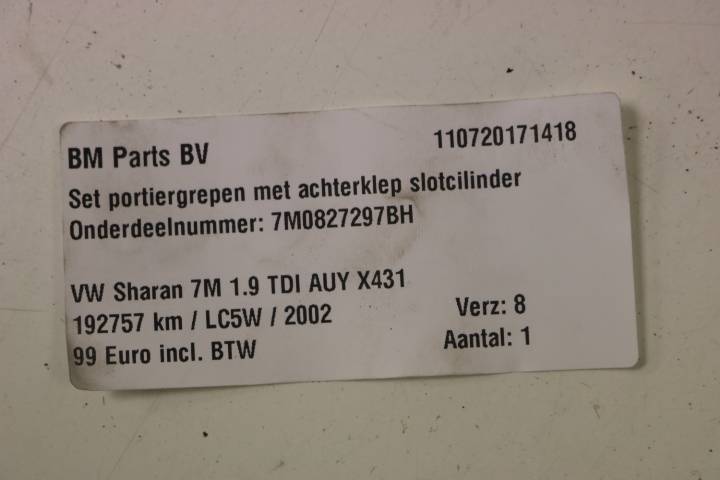 BM Parts BV 110720171418
Set portiergrepen met achterklep slotcilinder
Onderdeelnummer: 7M0827297BH
VW Sharan 7M 1.9 TDI AUY X431
192757 km / LC5W / 2002 Verz: 8
99 Euro incl. BTW Aantal: 1